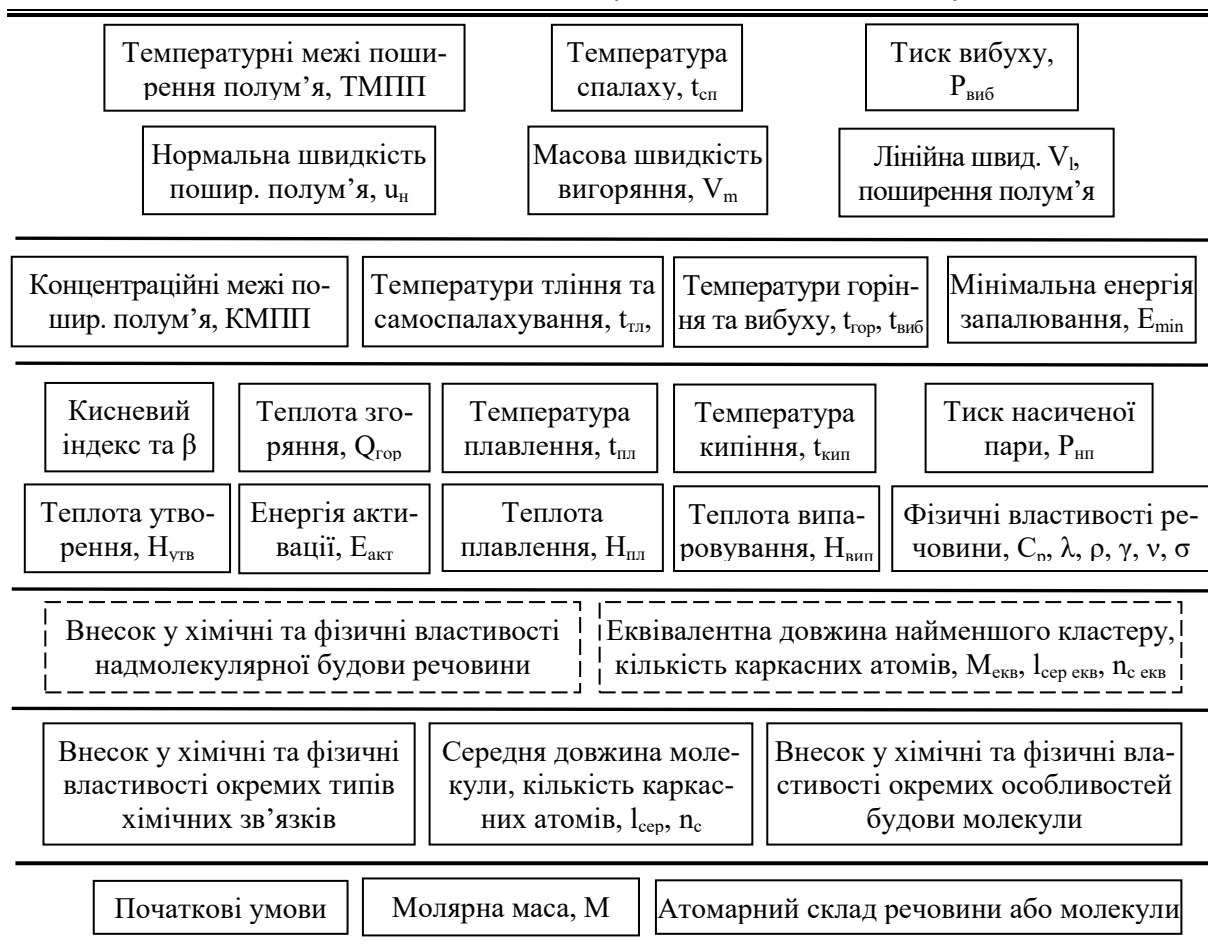 Температурні межі поши-
рення полум’я, ТМПП
Температура
спалаху, tсп
Тиск вибуху,
Pвиб
Нормальна швидкість
пошир. полум’я, uн
Масова швидкість
вигоряння, Vm
Лінійна швид. Vl,
поширення полум’я
Концентраційні межі по-
шир. полум’я, КМПП
Температури тління та
самоспалахування, tтл,
Температури горін-
ня та вибуху, tгор, tвиб
Мінімальна енергія
запалювання, Emin
Кисневий
індекс та β
Теплота зго-
ряння, Qгор
Температура
плавлення, tпл
Температура
кипіння, tкип
Тиск насиченої
пари, Pнп
Теплота утво-
рення, Hутв
Енергія акти-
вації, Eакт
Теплота
плавлення, Hпл
Теплота випа-
ровування, Hвип
Фізичні властивості ре-
човини, Cp, λ, ρ, γ, ν, σ
Внесок у хімічні та фізичні властивості
надмолекулярної будови речовини
Еквівалентна довжина найменшого кластеру,
кількість каркасних атомів, Mекв, lсер екв, nс екв
Внесок у хімічні та фізичні
властивості окремих типів
хімічних зв’язків
Середня довжина моле-
кули, кількість каркас-
них атомів, lсер, nс
Внесок у хімічні та фізичні вла-
стивості окремих особливостей
будови молекули
Початкові умови
Молярна маса, М
Атомарний склад речовини або молекули